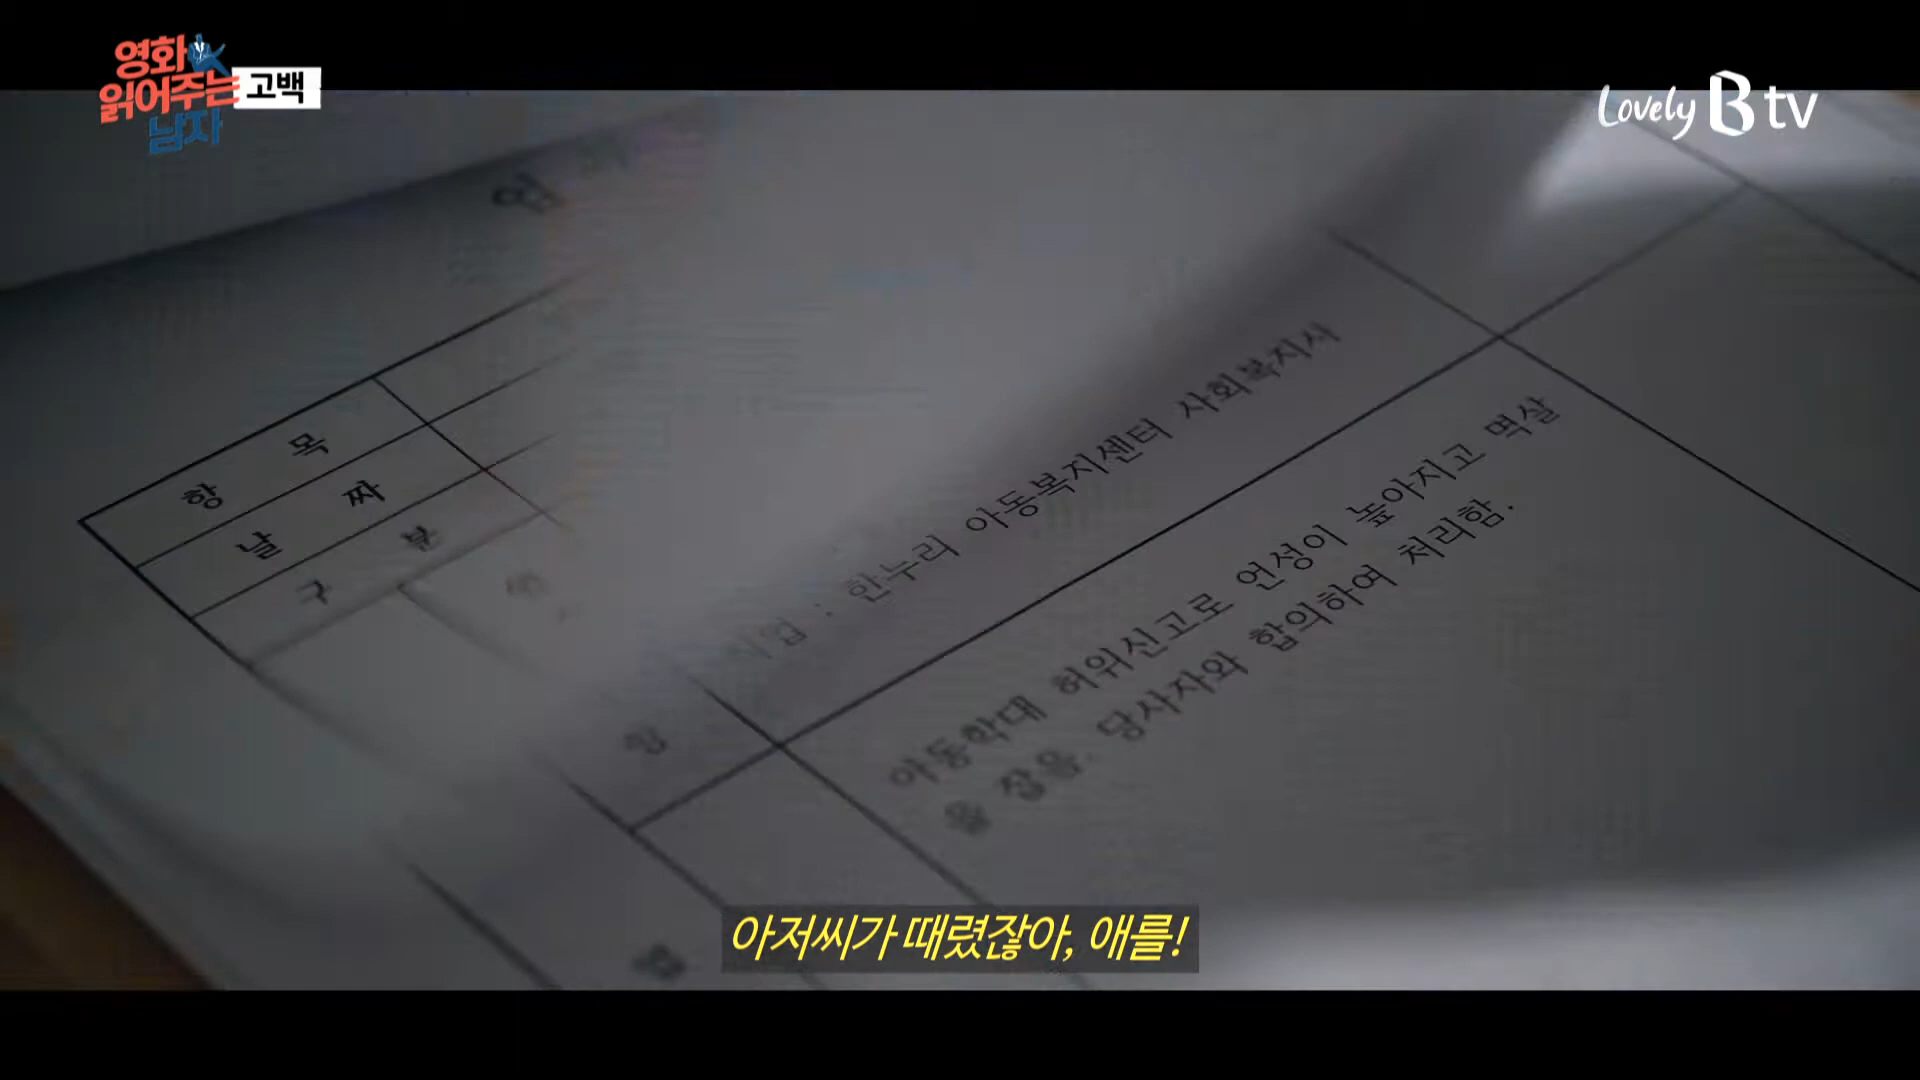 영화
읽어주는
남자
고백
Lovely B tv
업
항 목
날 짜
구 분
직업 : 한누리 아동복지센터 사회복지사
아동학대 허위신고로 언성이 높아지고 멱살
을 잡음. 당사자와 합의하여 처리함.
아저씨가 때렸잖아, 애를!